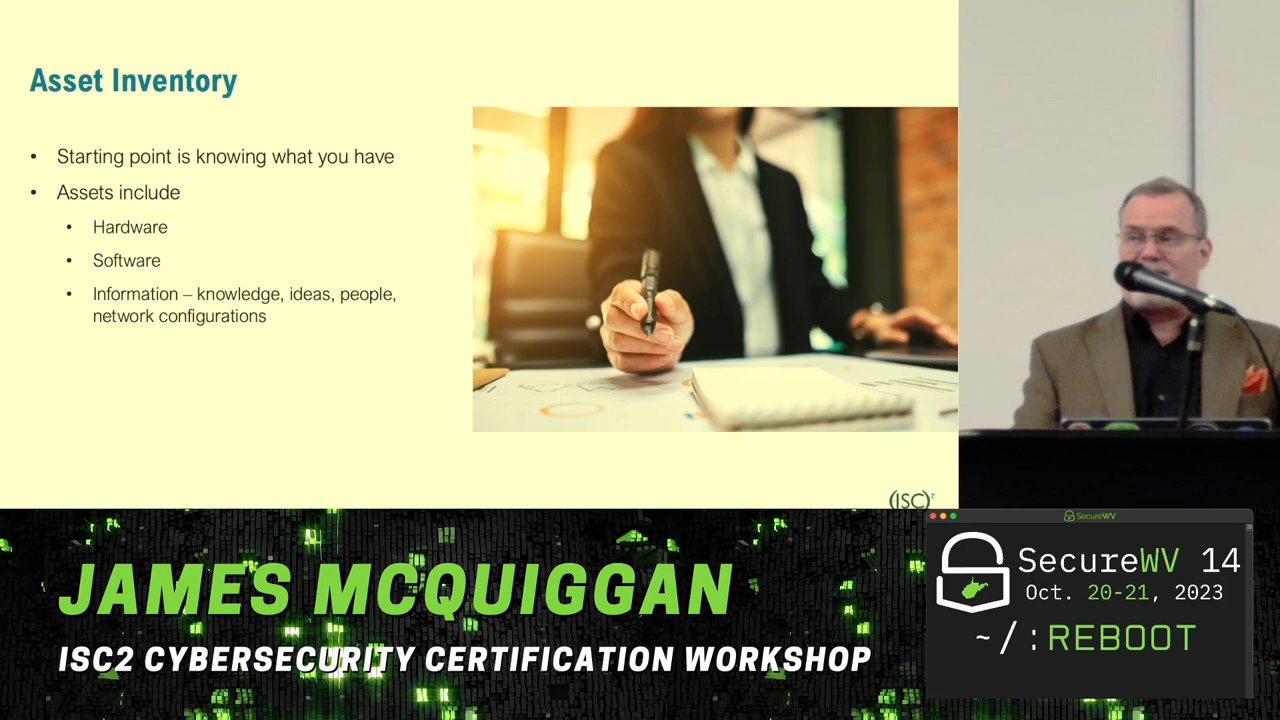 Asset Inventory
• Starting point is knowing what you have
• Assets include
• Hardware
• Software
• Information – knowledge, ideas, people,
network configurations
(ISC)²
JAMES MCQUIGGAN
ISC2 CYBERSECURITY CERTIFICATION WORKSHOP
SecureWV
SecureWV 14
Oct. 20-21, 2023
~/:REBOOT